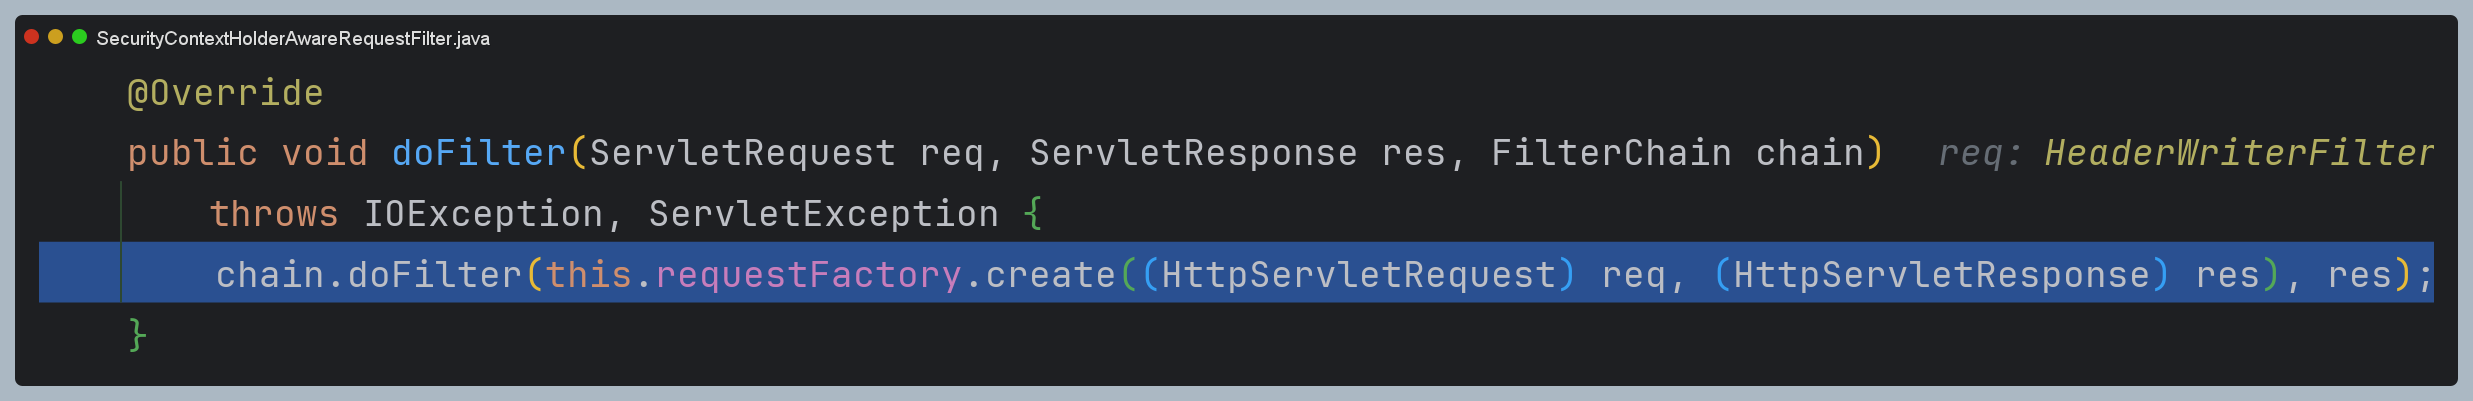 SecurityContextHolderAwareRequestFilter.java
@Override
public void doFilter(ServletRequest req, ServletResponse res, FilterChain chain) req: HeaderWriterFilter
throws IOException, ServletException {
chain.doFilter(this.requestFactory.create((HttpServletRequest) req, (HttpServletResponse) res), res);
}